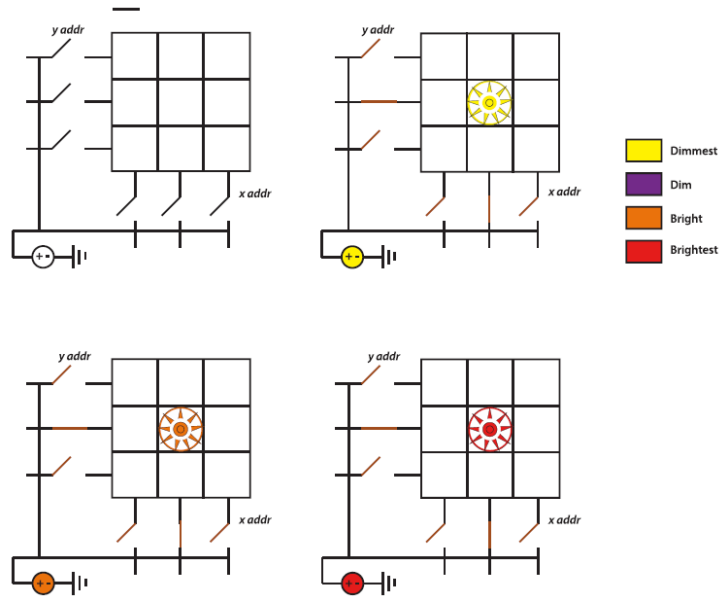 y addr
x addr
+ -
y addr
x addr
+ -
Dimmest
Dim
Bright
Brightest
y addr
x addr
+ -
y addr
x addr
+ -